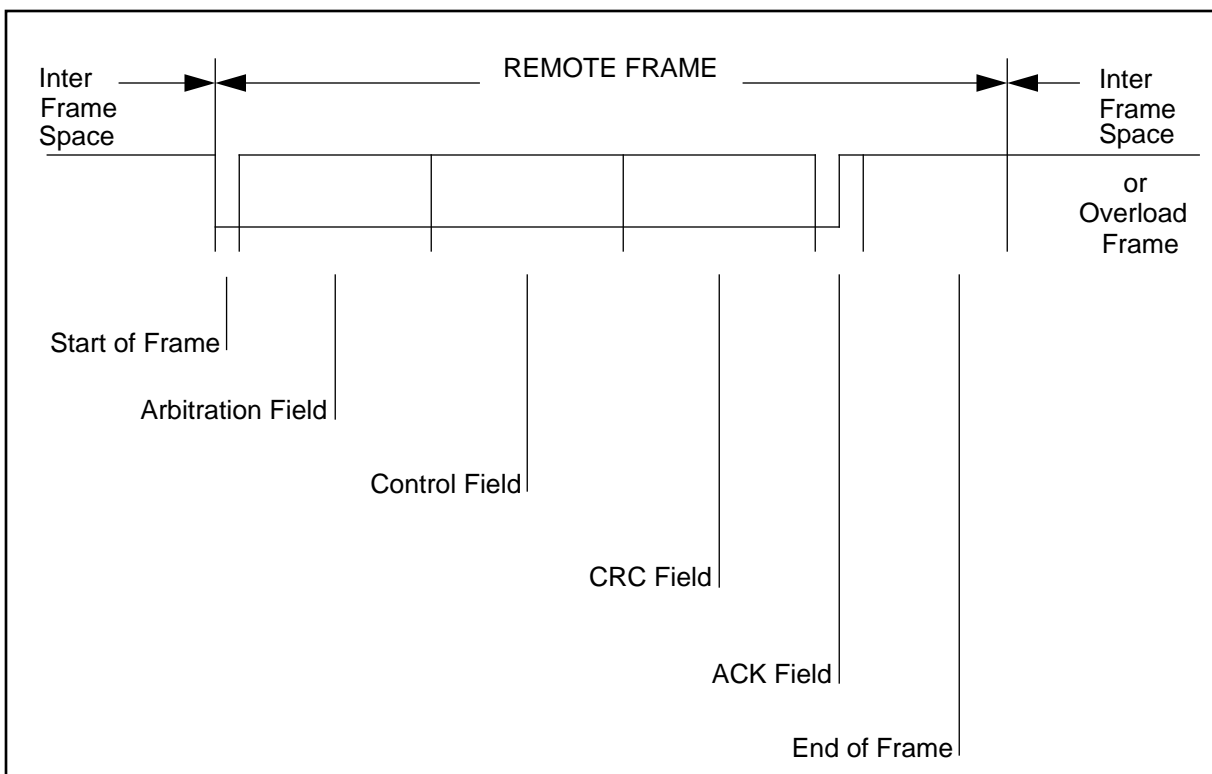 REMOTE FRAME
Inter
Frame
Space
Inter
Frame
Space
or
Overload
Frame
Start of Frame
Arbitration Field
Control Field
CRC Field
ACK Field
End of Frame